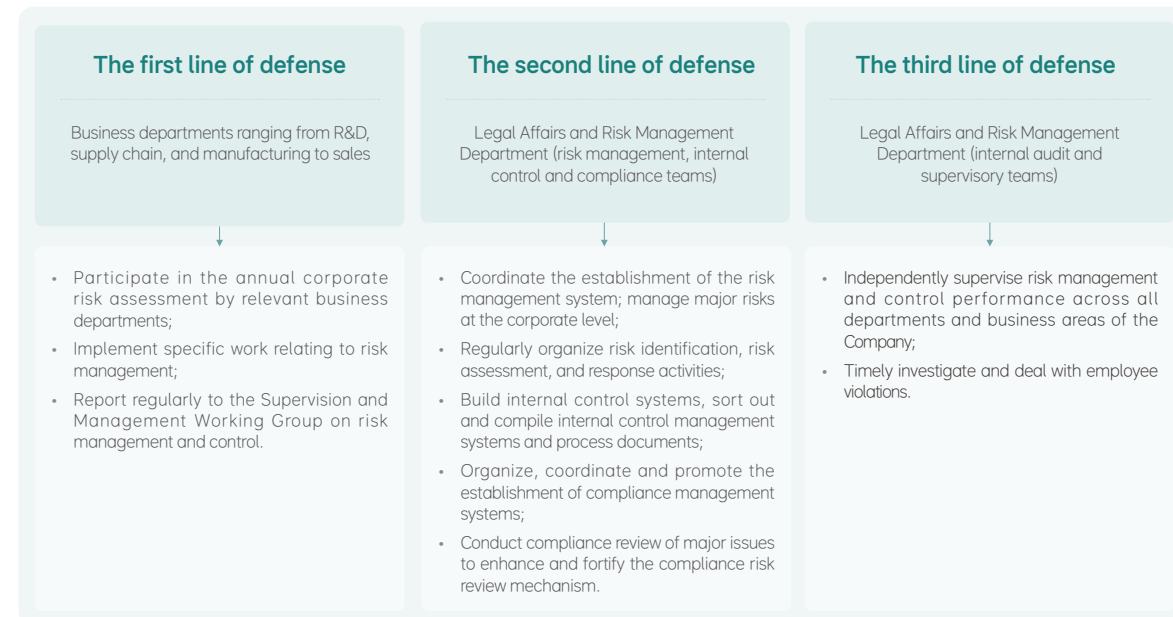 The first line of defense
Business departments ranging from R&D,
supply chain, and manufacturing to sales
• Participate in the annual corporate
risk assessment by relevant business
departments;
• Implement specific work relating to risk
management;
• Report regularly to the Supervision and
Management Working Group on risk
management and control.
The second line of defense
Legal Affairs and Risk Management
Department (risk management, internal
control and compliance teams)
• Coordinate the establishment of the risk
management system; manage major risks
at the corporate level;
• Regularly organize risk identification, risk
assessment, and response activities;
• Build internal control systems, sort out
and compile internal control management
systems and process documents;
• Organize, coordinate and promote the
establishment of compliance management
systems;
• Conduct compliance review of major issues
to enhance and fortify the compliance risk
review mechanism.
The third line of defense
Legal Affairs and Risk Management
Department (internal audit and
supervisory teams)
• Independently supervise risk management
and control performance across all
departments and business areas of the
Company;
• Timely investigate and deal with employee
violations.